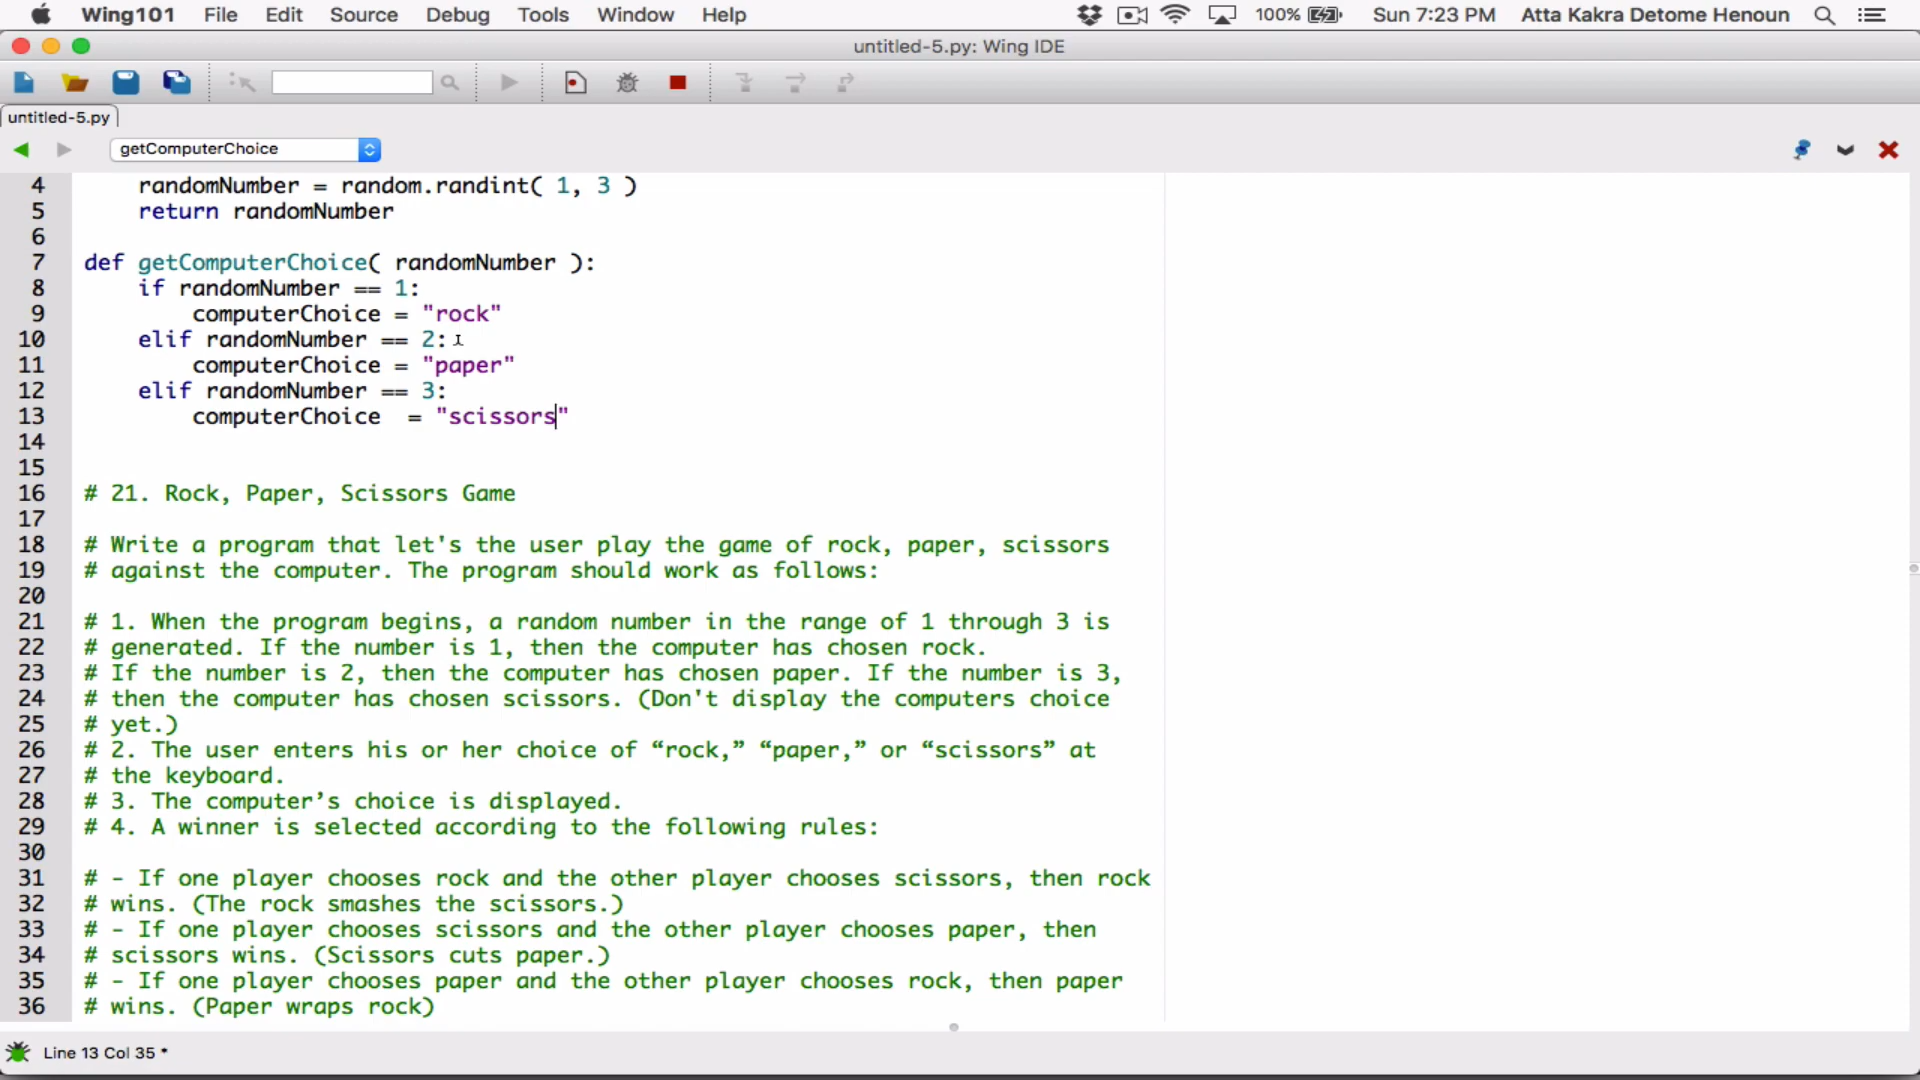 Wing101 File Edit Source Debug Tools Window Help 100% Sun 7:23 PM Atta Kakra Detome Henoun
untitled-5.py: Wing IDE
untitled-5.py
getComputerChoice
4 randomNumber = random.randint( 1, 3 )
5 return randomNumber
6
7 def getComputerChoice( randomNumber ):
8 if randomNumber == 1:
9 computerChoice = "rock"
10 elif randomNumber == 2:
11 computerChoice = "paper"
12 elif randomNumber == 3:
13 computerChoice  = "scissors"
14
15
16 # 21. Rock, Paper, Scissors Game
17
18 # Write a program that let's the user play the game of rock, paper, scissors
19 # against the computer. The program should work as follows:
20
21 # 1. When the program begins, a random number in the range of 1 through 3 is
22 # generated. If the number is 1, then the computer has chosen rock.
23 # If the number is 2, then the computer has chosen paper. If the number is 3,
24 # then the computer has chosen scissors. (Don't display the computers choice
25 # yet.)
26 # 2. The user enters his or her choice of “rock,” “paper,” or “scissors” at
27 # the keyboard.
28 # 3. The computer’s choice is displayed.
29 # 4. A winner is selected according to the following rules:
30
31 # - If one player chooses rock and the other player chooses scissors, then rock
32 # wins. (The rock smashes the scissors.)
33 # - If one player chooses scissors and the other player chooses paper, then
34 # scissors wins. (Scissors cuts paper.)
35 # - If one player chooses paper and the other player chooses rock, then paper
36 # wins. (Paper wraps rock)
Line 13 Col 35 *